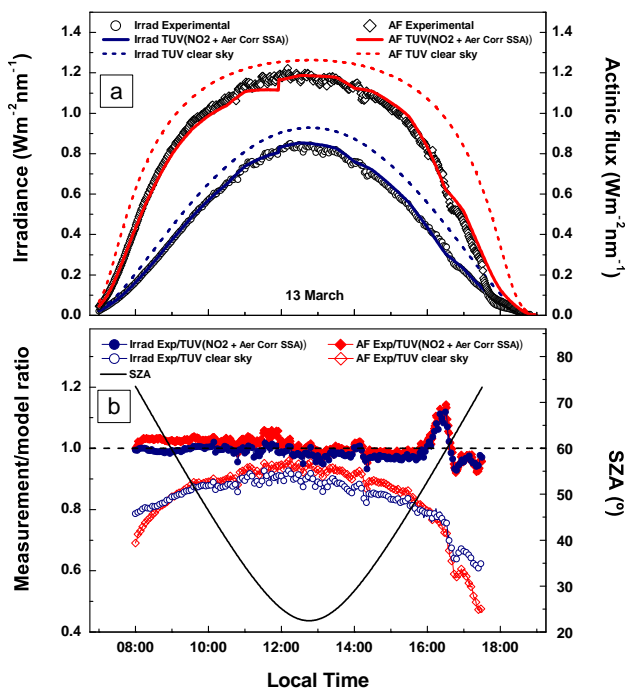 Irrad Experimental AF Experimental
Irrad TUV(NO2 + Aer Corr SSA)) AF TUV(NO2 + Aer Corr SSA))
Irrad TUV clear sky AF TUV clear sky
a
Irradiance (Wm-2 nm-1)
1.4
1.2
1.0
0.8
0.6
0.4
0.2
0.0
1.4
1.2
1.0
0.8
0.6
0.4
0.2
0.0
Actinic flux (Wm-2 nm-1)
13 March
Irrad Exp/TUV(NO2 + Aer Corr SSA)) AF Exp/TUV(NO2 + Aer Corr SSA))
Irrad Exp/TUV clear sky AF Exp/TUV clear sky
SZA
b
Measurement/model ratio
1.2
1.0
0.8
0.6
0.4
80
70
60
50
40
30
20
SZA (º)
08:00 10:00 12:00 14:00 16:00 18:00
Local Time